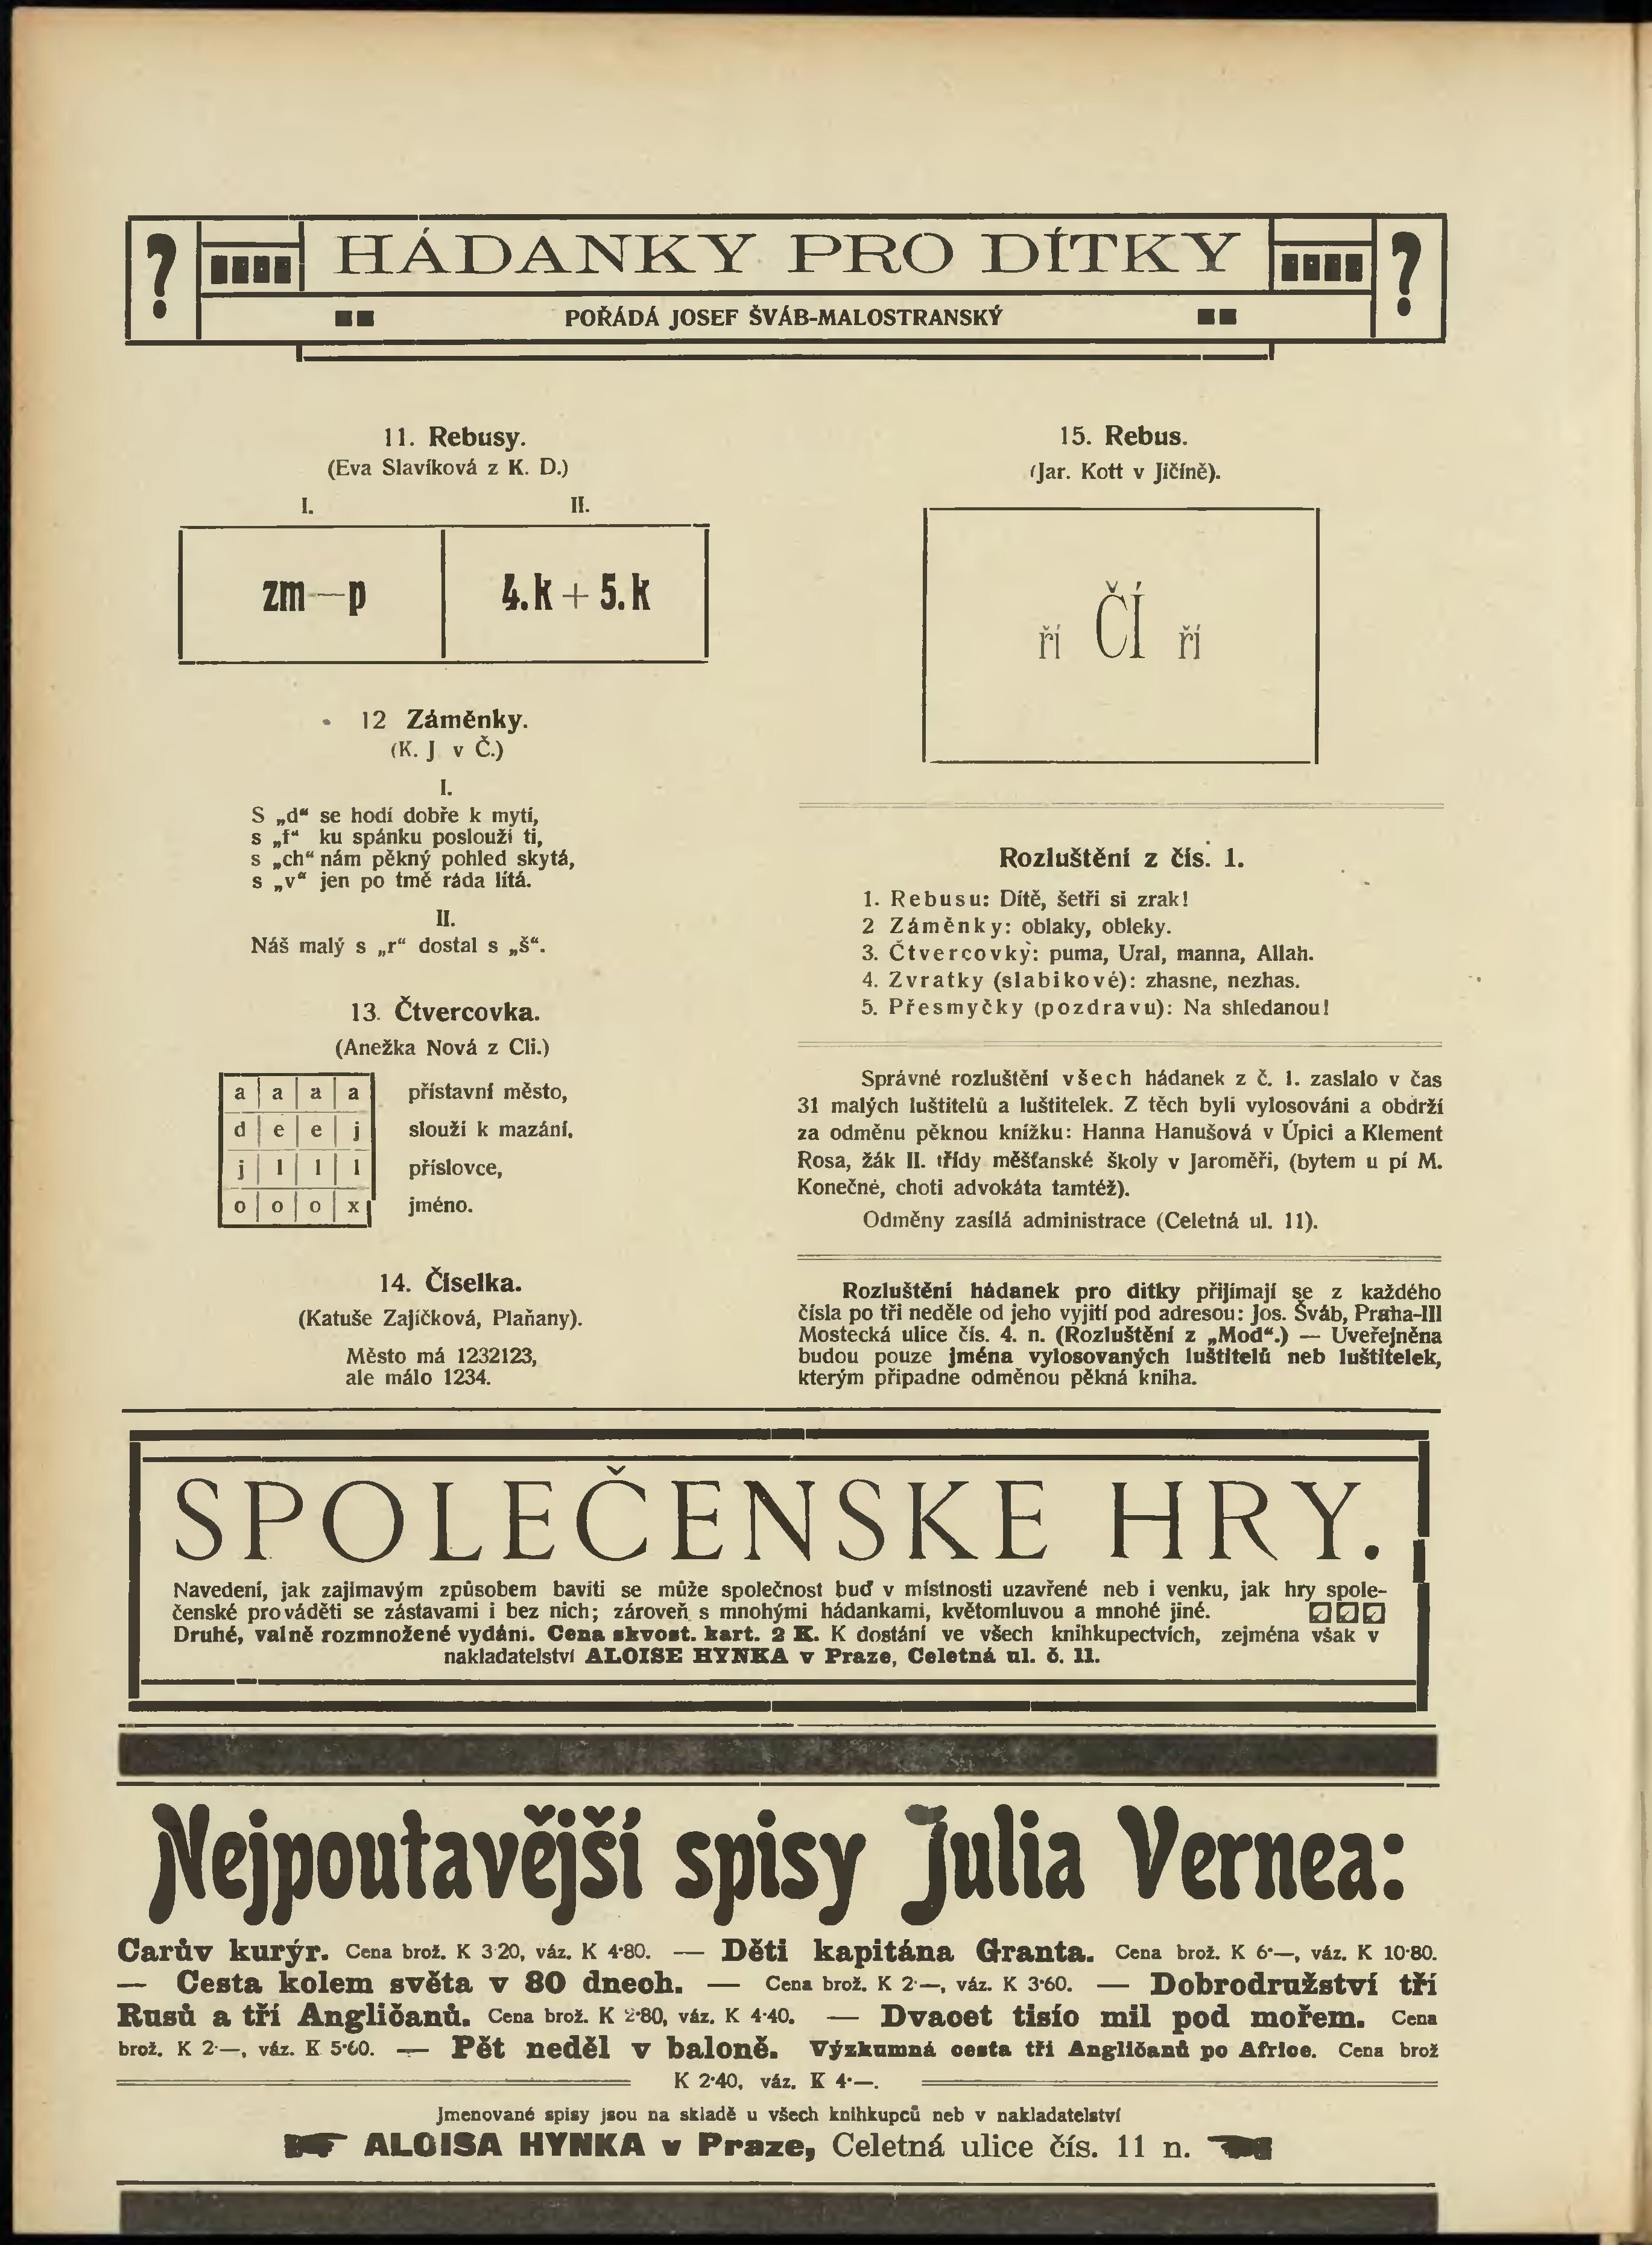 ? HÁDANKY PRO DÍTKY ?
POŘÁDÁ JOSEF ŠVÁB-MALOSTRANSKÝ
11. Rebusy.
(Eva Slavíková z K. D.)
I. II.
zm—p 4.k+5.k
12 Záměnky.
(K. J v Č.)
I.
S „d“ se hodí dobře k mytí,
s „f“ ku spánku poslouží ti,
s „ch“ nám pěkný pohled skytá,
s „v“ jen po tmě ráda lítá.
II.
Náš malý s „r“ dostal s „š“.
13. Čtvercovka.
(Anežka Nová z Cli.)
a a a a přístavní město,
d e e j slouží k mazání,
j l l l příslovce,
o o o x jméno.
14. Číselka.
(Katuše Zajíčková, Plaňany).
Město má 1232123,
ale málo 1234.
15. Rebus.
(Jar. Kott v Jičíně).
ří ČÍ ří
Rozluštění z čís. 1.
1. Rebusu: Dítě, šetři si zrak!
2 Záměnky: oblaky, obleky.
3. Čtvercovky: puma, Ural, manna, Allah.
4. Zvratky (slabikové): zhasne, nezhas.
5. Přesmyčky (pozdravu): Na shledanou!
Správné rozluštění všech hádanek z č. 1. zaslalo v čas
31 malých luštitelů a luštitelek. Z těch byli vylosováni a obdrží
za odměnu pěknou knížku: Hanna Hanušová v Úpici a Klement
Rosa, žák II. třídy měšťanské školy v Jaroměři, (bytem u pí M.
Konečné, choti advokáta tamtéž).
Odměny zasílá administrace (Celetná ul. 11).
Rozluštění hádanek pro dítky přijímají se z každého
čísla po tři neděle od jeho vyjití pod adresou: Jos. Šváb, Praha-III
Mostecká ulice čís. 4. n. (Rozluštění z „Mod“.) — Uveřejněna
budou pouze jména vylosovaných luštitelů neb luštitelek,
kterým připadne odměnou pěkná kniha.
SPOLEČENSKE HRY.
Navedení, jak zajímavým způsobem baviti se může společnost buď v místnosti uzavřené neb i venku, jak hry spole-
čenské prováděti se zástavami i bez nich; zároveň s mnohými hádankami, květomluvou a mnohé jiné.
Druhé, valně rozmnožené vydání. Cena skvost. kart. 2 K. K dostání ve všech knihkupectvích, zejména však v
nakladatelství ALOISE HYNKA v Praze, Celetná ul. č. 11.
Nejpoutavější spisy Julia Vernea:
Carův kurýr. Cena brož. K 3·20, váz. K 4·80. — Děti kapitána Granta. Cena brož. K 6·—, váz. K 10·80.
— Cesta kolem světa v 80 dnech. — Cena brož. K 2·—, váz. K 3·60. — Dobrodružství tří
Rusů a tří Angličanů. Cena brož. K 2·80, váz. K 4·40. — Dvacet tisíc mil pod mořem. Cena
brož. K 2·—, váz. K 5·60. — Pět neděl v baloně. Výzkumná cesta tří Angličanů po Africe. Cena brož
K 2·40, váz. K 4·—.
Jmenované spisy jsou na skladě u všech knihkupců neb v nakladatelství
ALOISA HYNKA v Praze, Celetná ulice čís. 11 n.